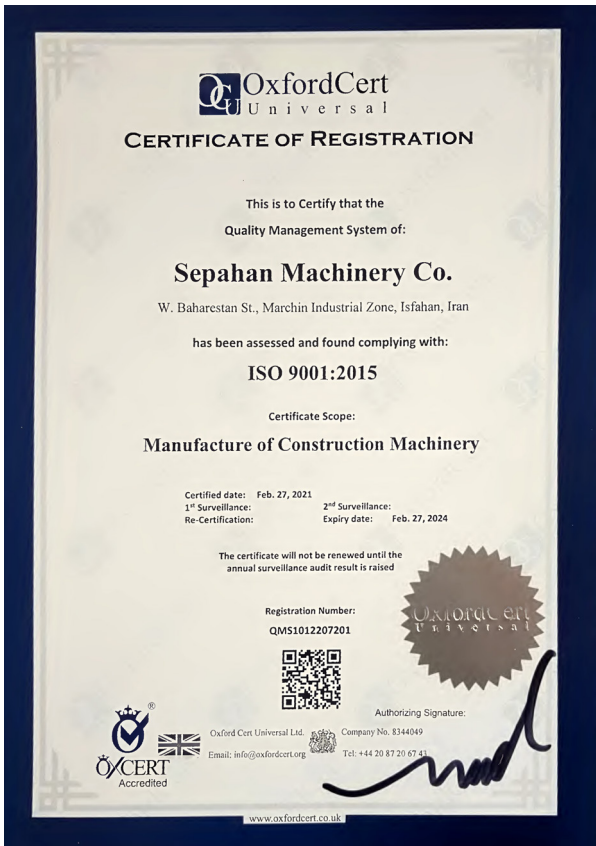 OCU OxfordCert
Universal
CERTIFICATE OF REGISTRATION
This is to Certify that the
Quality Management System of:
Sepahan Machinery Co.
W. Baharestan St., Marchin Industrial Zone, Isfahan, Iran
has been assessed and found complying with:
ISO 9001:2015
Certificate Scope:
Manufacture of Construction Machinery
Certified date: Feb. 27, 2021
1st Surveillance: 2nd Surveillance:
Re-Certification: Expiry date: Feb. 27, 2024
The certificate will not be renewed until the
annual surveillance audit result is raised
OxfordCert
Universal
Registration Number:
QMS1012207201
Authorizing Signature:
®
OXCERT
Accredited
Oxford Cert Universal Ltd. Company No. 8344049
Email: info@oxfordcert.org Tel: +44 20 87 20 67 43
www.oxfordcert.co.uk